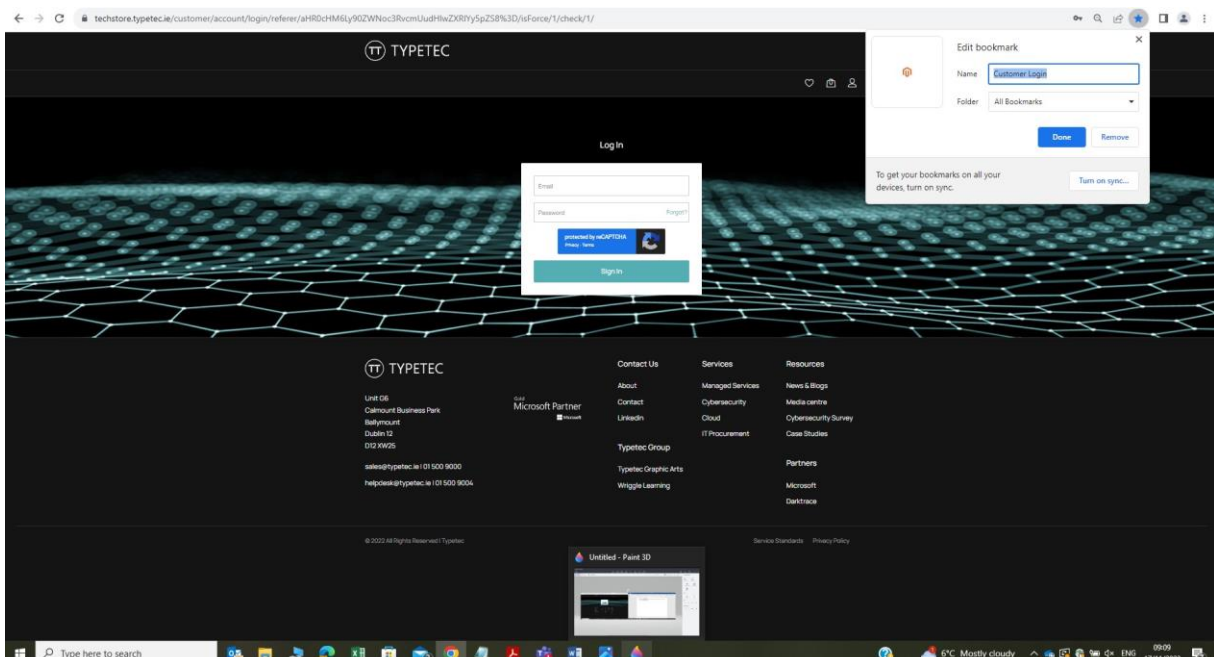 techstore.typetec.ie/customer/account/login/referer/aHR0cHM6Ly90ZWNoc3RvcmUudHlwZXRlYy5pZS8%3D/isForce/1/check/1/
TYPETEC
Edit bookmark
Name Customer Login
Folder All Bookmarks
Done Remove
To get your bookmarks on all your
devices, turn on sync.
Turn on sync...
Log In
Email
Password Forgot?
protected by reCAPTCHA
Privacy - Terms
Sign In
TYPETEC
Unit G6
Calmount Business Park
Ballymount
Dublin 12
D12 XW25
sales@typetec.ie | 01 500 9000
helpdesk@typetec.ie | 01 500 9004
Gold
Microsoft Partner
Microsoft
Contact Us
About
Contact
Linkedin
Typetec Group
Typetec Graphic Arts
Wriggle Learning
Services
Managed Services
Cybersecurity
Cloud
IT Procurement
Resources
News & Blogs
Media centre
Cybersecurity Survey
Case Studies
Partners
Microsoft
Darktrace
© 2022 All Rights Reserved | Typetec
Service Standards Privacy Policy
Untitled - Paint 3D
Type here to search
6°C Mostly cloudy
ENG
09:09